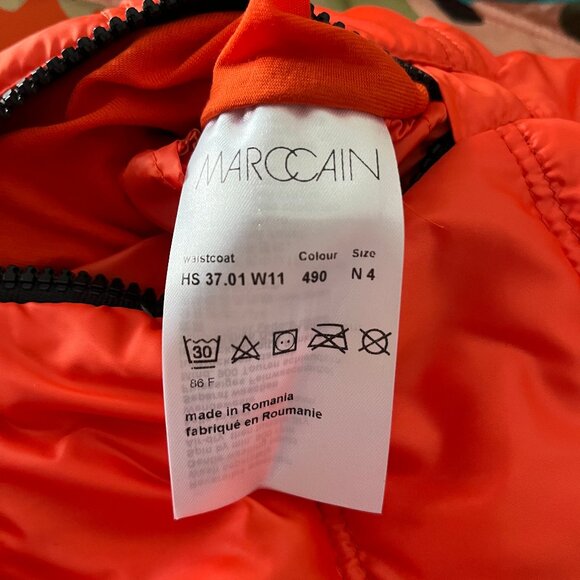 MARCCAIN
waistcoat Colour Size
HS 37.01 W11 490 N 4
30
86 F
made in Romania
fabriqué en Roumanie